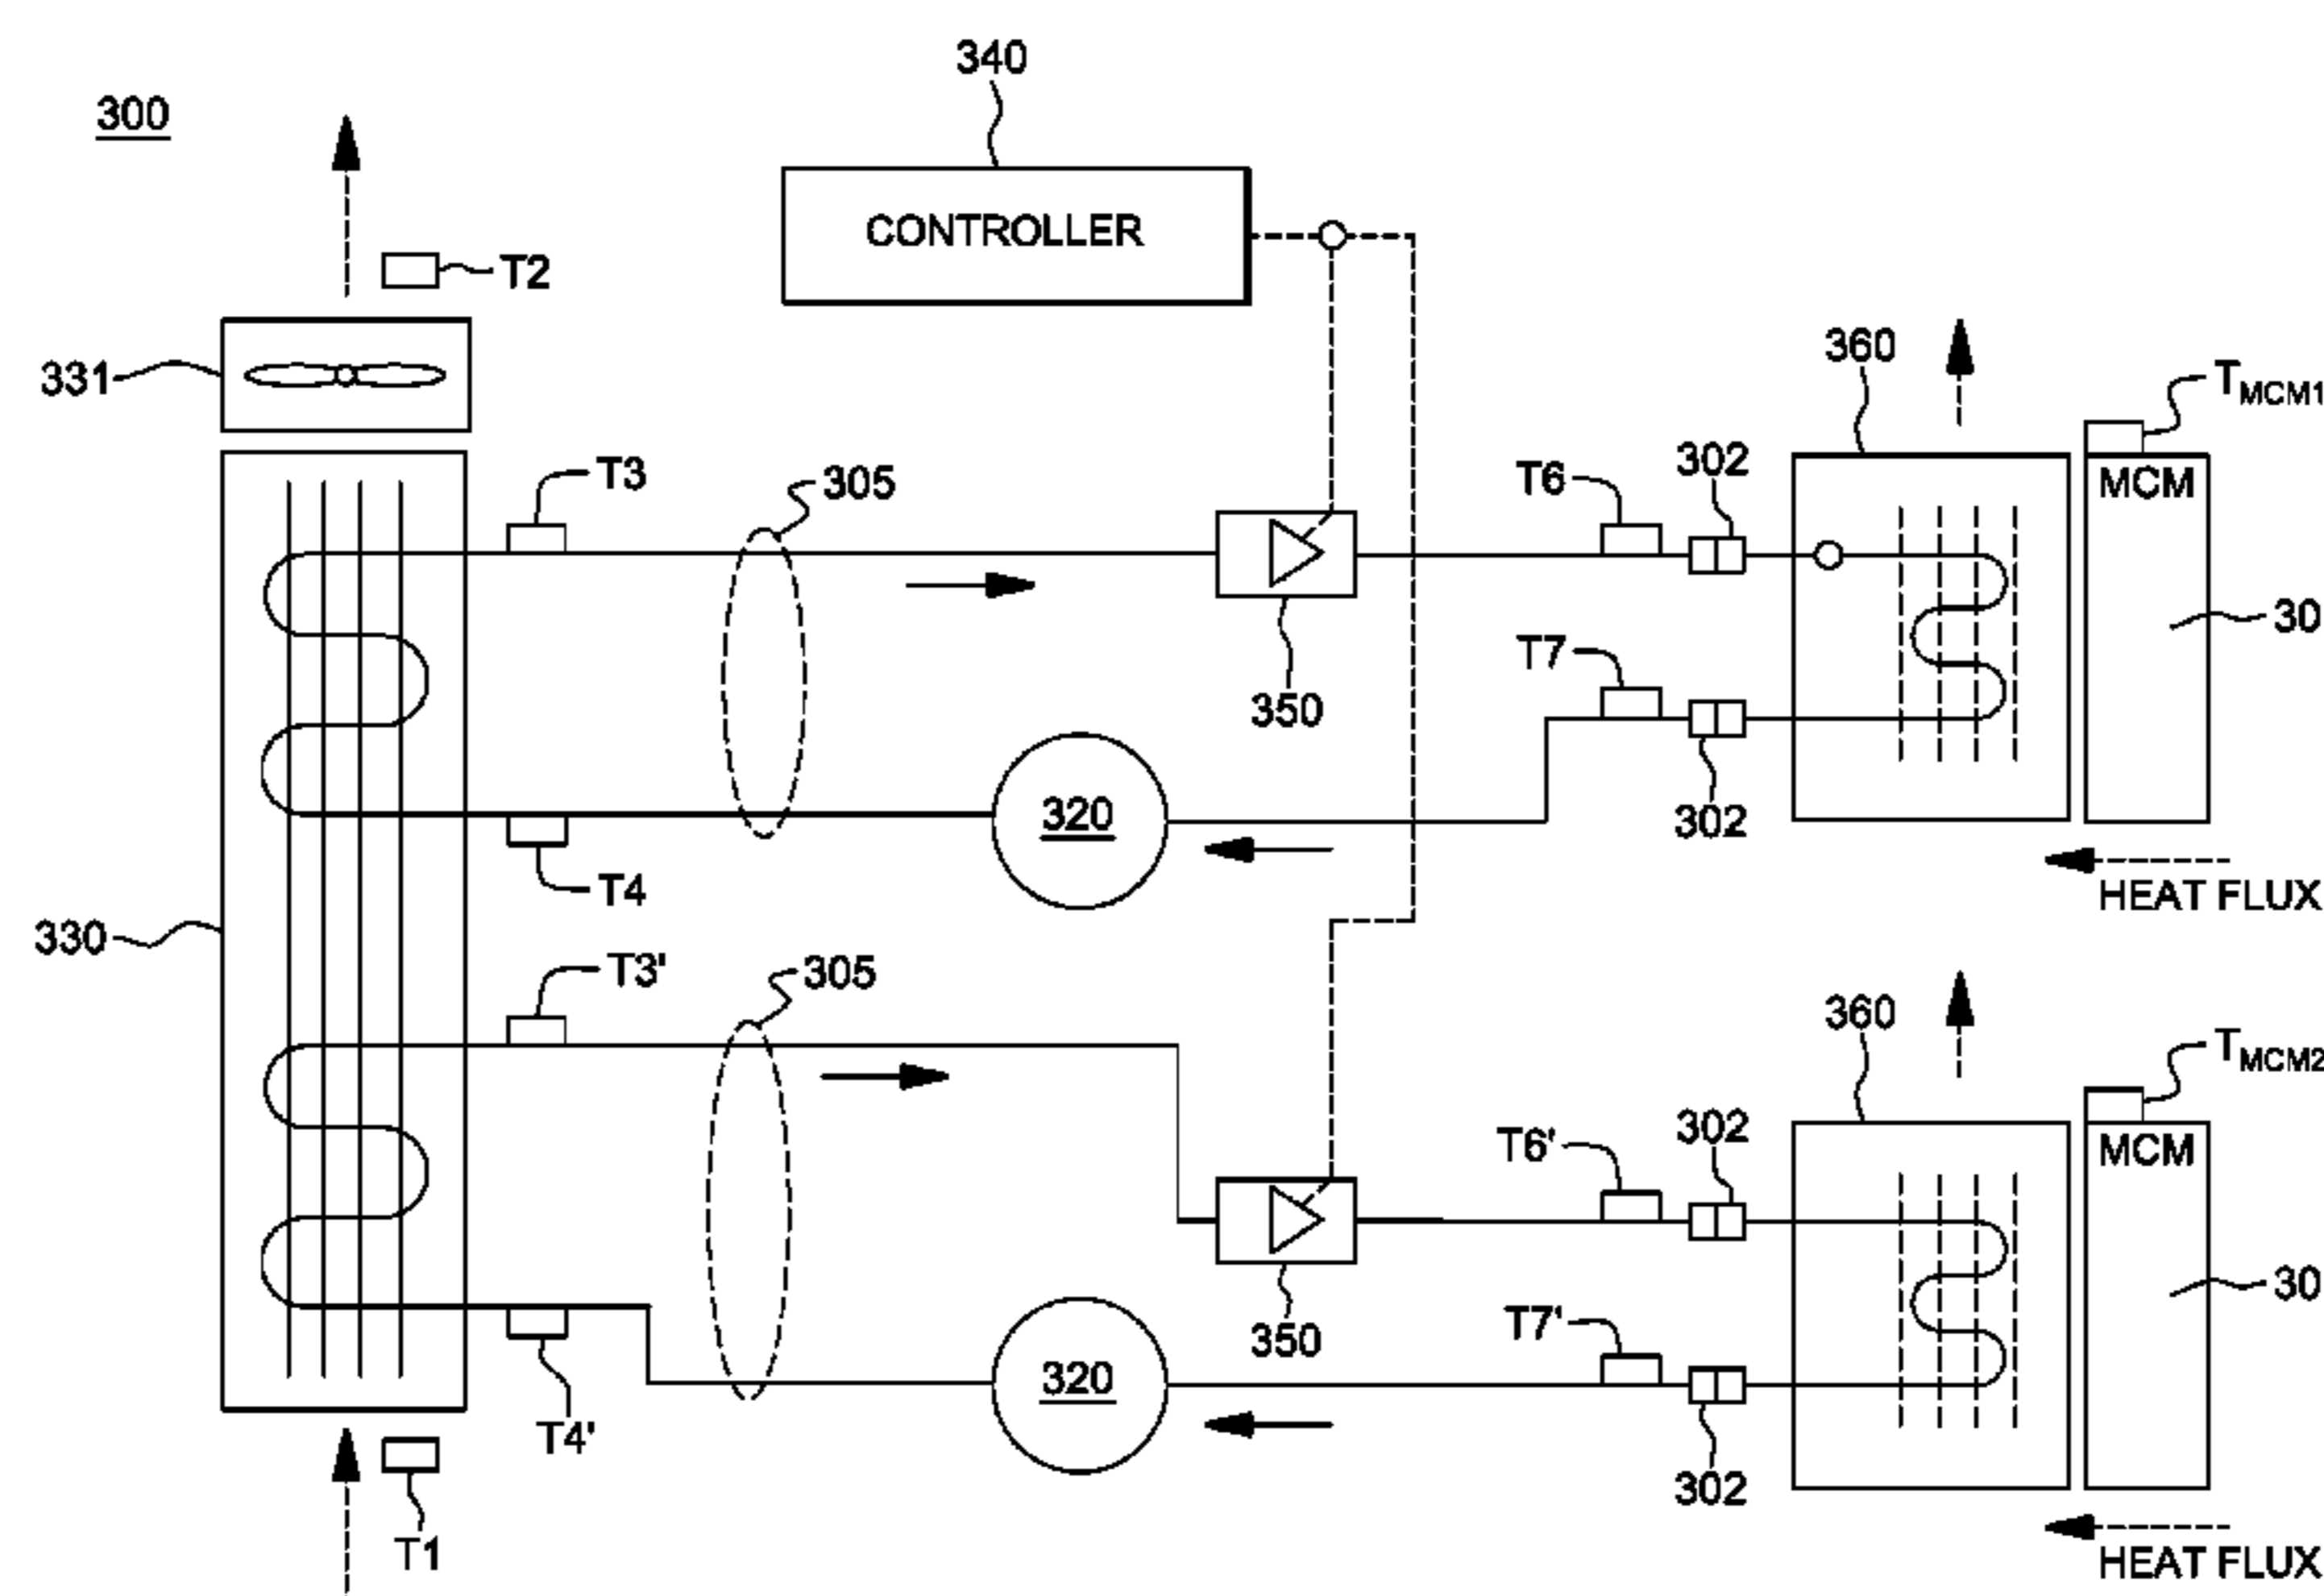 340
300
CONTROLLER
T2
331
360
T_MCM1
T3
305
T6
302
MCM
30
T7
350
320
302
T4
HEAT FLUX
330
T3'
305
360
T_MCM2
T6'
302
MCM
30
T7'
350
320
T4'
302
T1
HEAT FLUX